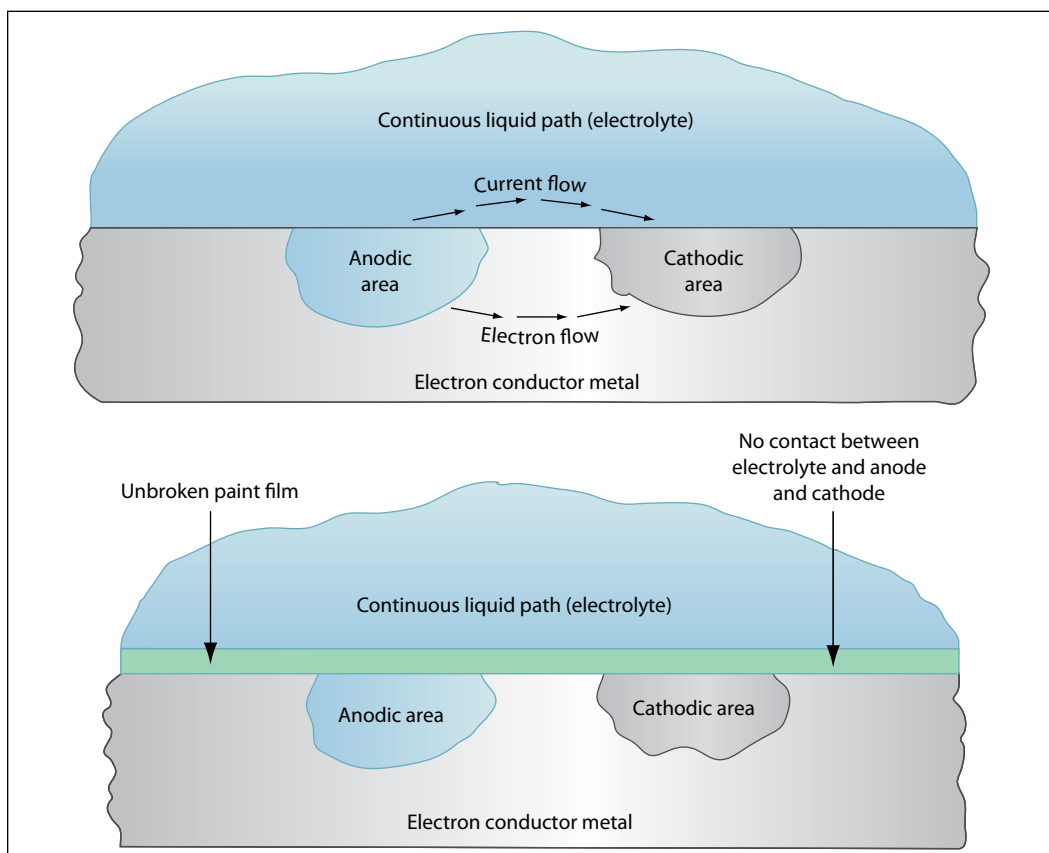 Continuous liquid path (electrolyte)
Current flow
Anodic
area
Cathodic
area
Electron flow
Electron conductor metal
Unbroken paint film
No contact between
electrolyte and anode
and cathode
Continuous liquid path (electrolyte)
Anodic area
Cathodic area
Electron conductor metal